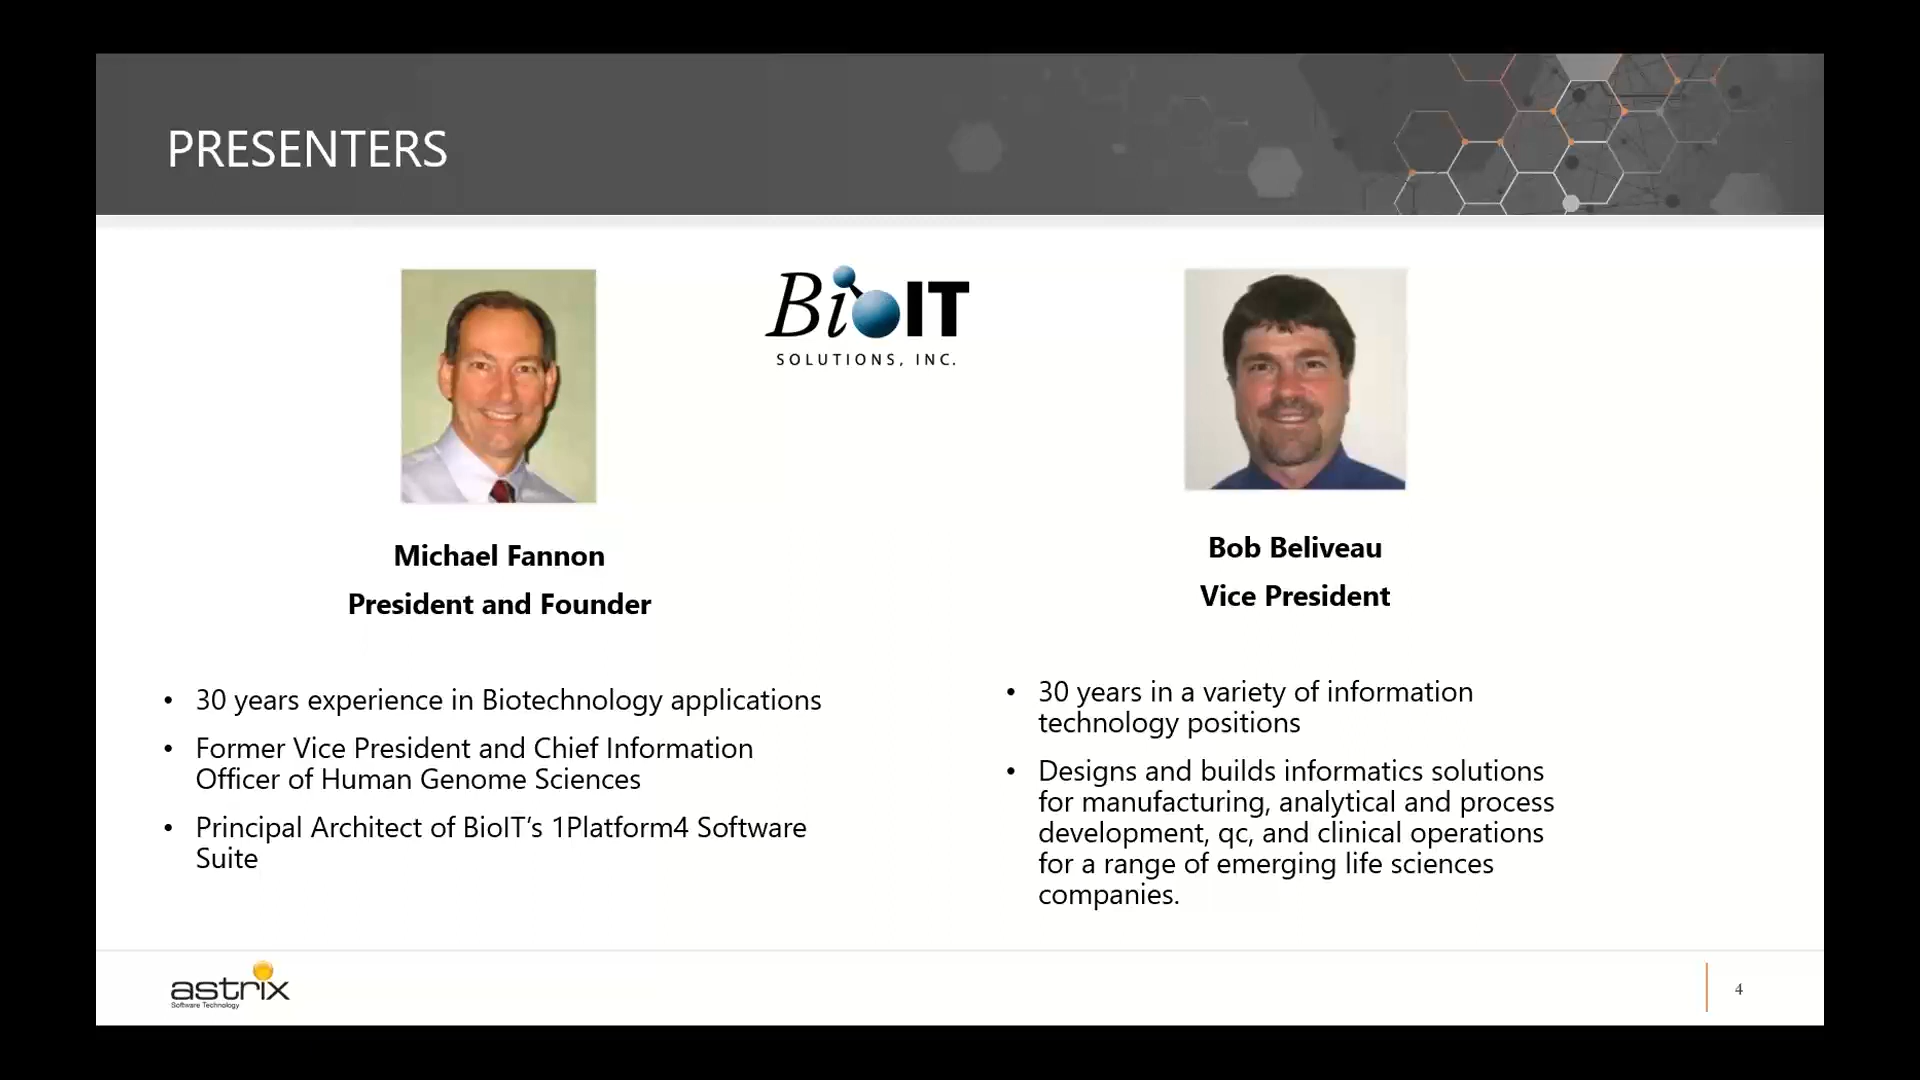 PRESENTERS
BioIT
SOLUTIONS, INC.
Michael Fannon
President and Founder
• 30 years experience in Biotechnology applications
• Former Vice President and Chief Information
Officer of Human Genome Sciences
• Principal Architect of BioIT’s 1Platform4 Software
Suite
Bob Beliveau
Vice President
• 30 years in a variety of information
technology positions
• Designs and builds informatics solutions
for manufacturing, analytical and process
development, qc, and clinical operations
for a range of emerging life sciences
companies.
astrix
Software Technology
4